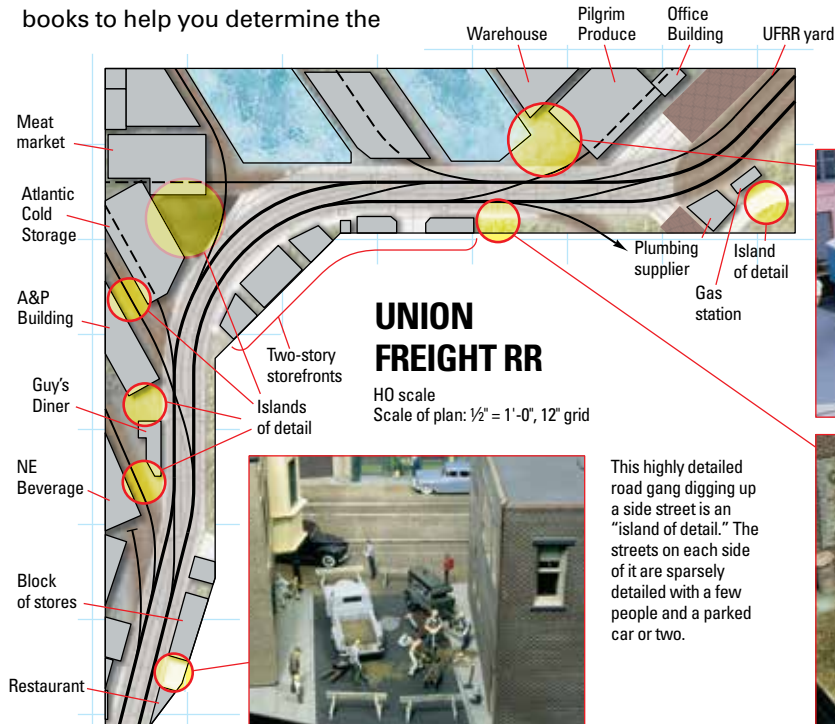 books to help you determine the
Warehouse
Pilgrim
Produce
Office
Building
UFRR yard
Meat
market
Atlantic
Cold
Storage
A&P
Building
Guy's
Diner
NE
Beverage
Block
of stores
Restaurant
Two-story
storefronts
Islands
of detail
Plumbing
supplier
Gas
station
Island
of detail
UNION
FREIGHT RR
HO scale
Scale of plan: ½" = 1'-0", 12" grid
This highly detailed
road gang digging up
a side street is an
"island of detail." The
streets on each side
of it are sparsely
detailed with a few
people and a parked
car or two.